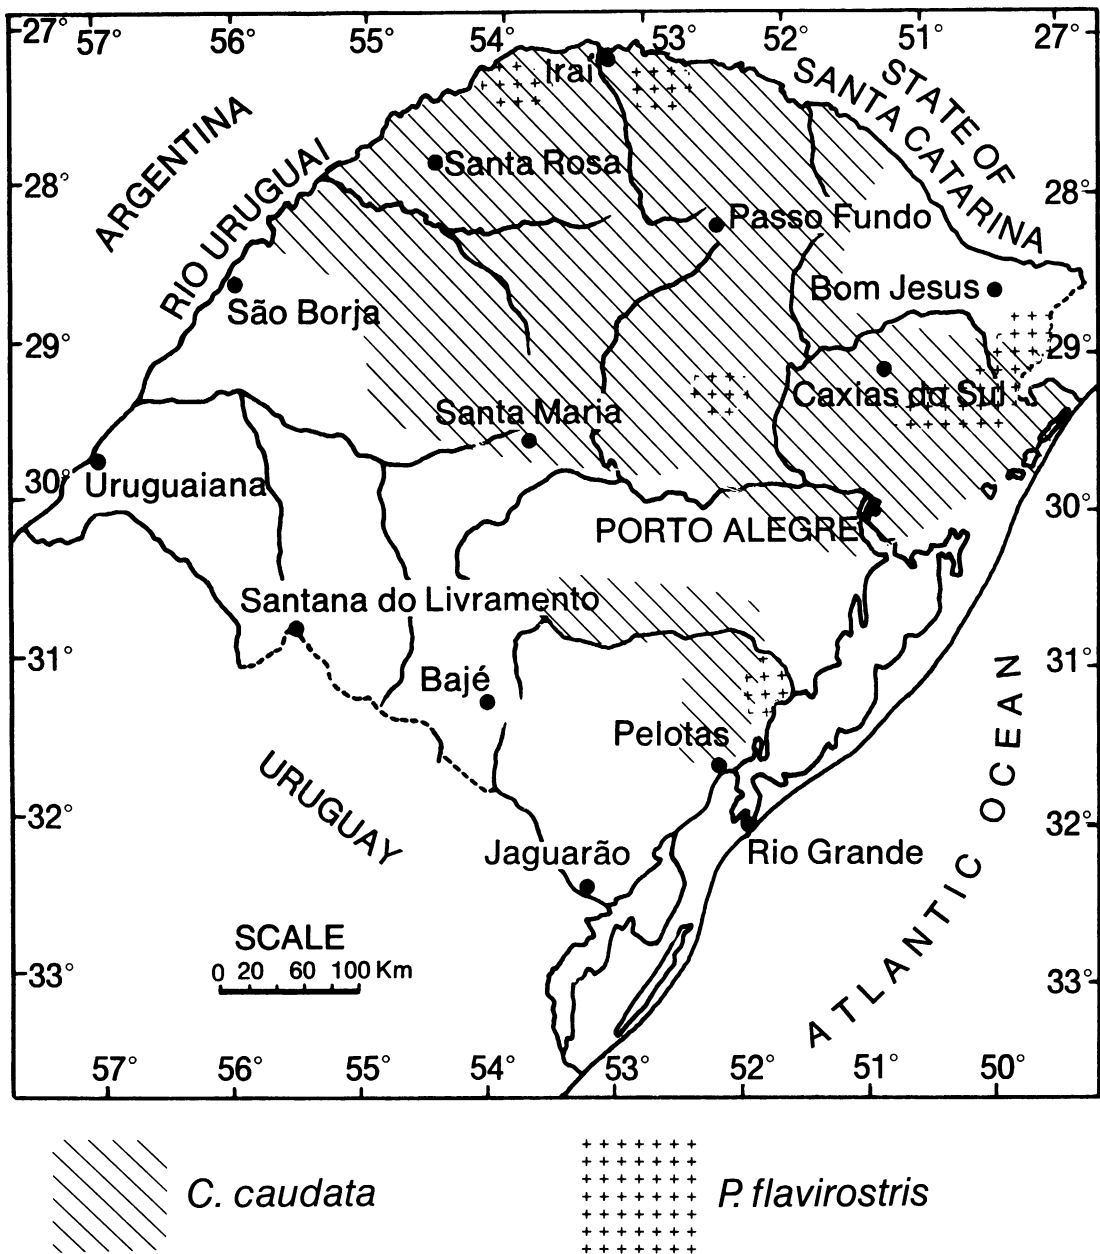 27°
57°
56°
55°
54°
53°
52°
51°
27°
STATE OF
SANTA CATARINA
ARGENTINA
RIO URUGUAI
Irai
Santa Rosa
28°
28°
Passo Fundo
Bom Jesus
São Borja
29°
29°
Caxias do Sul
Santa Maria
30°
Uruguaiana
30°
PORTO ALEGRE
Santana do Livramento
31°
31°
Bajé
Pelotas
URUGUAY
32°
32°
Jaguarão
Rio Grande
ATLANTIC OCEAN
SCALE
0 20 60 100 Km
33°
33°
57°
56°
55°
54°
53°
52°
51°
50°
C. caudata
P. flavirostris